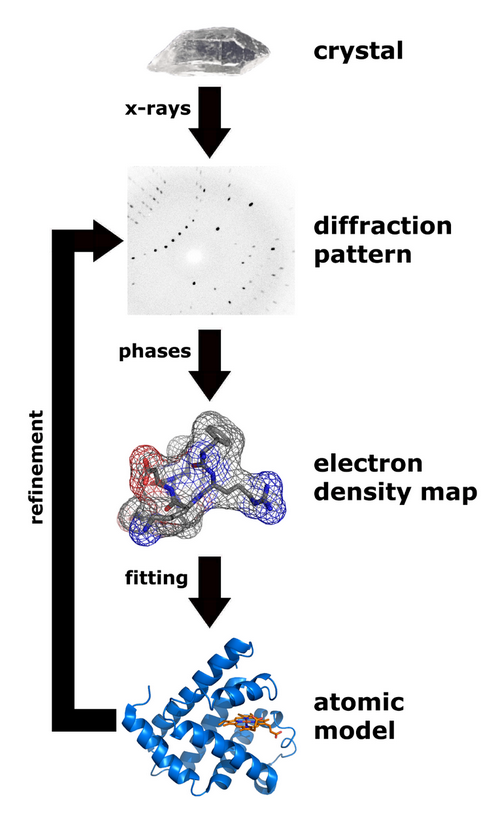 crystal
x-rays
diffraction
pattern
phases
electron
density map
refinement
fitting
atomic
model